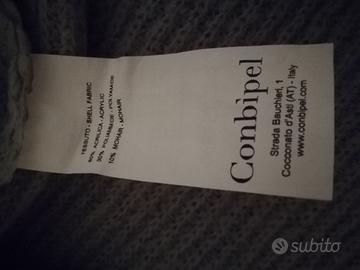 TESSUTO - SHELL FABRIC
60% ACRILICA - ACRYLIC
30% POLIAMMIDE - POLYAMIDE
10% MOHAIR - MOHAIR
Conbipel
Strada Bauchieri, 1
Cocconato d'Asti (AT) - Italy
www.conbipel.com
subito